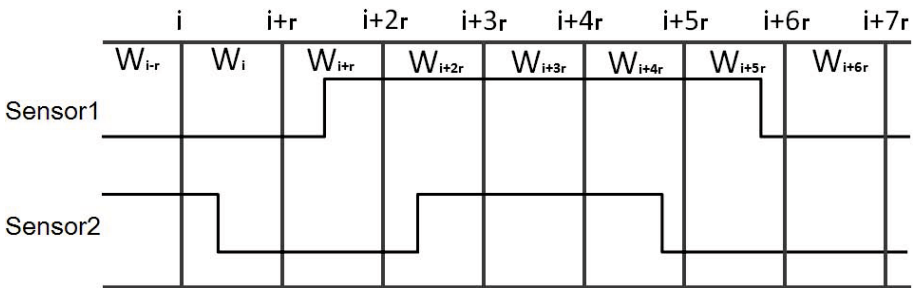 i i+r i+2r i+3r i+4r i+5r i+6r i+7r
Wi-r Wi Wi+r Wi+2r Wi+3r Wi+4r Wi+5r Wi+6r
Sensor1
Sensor2